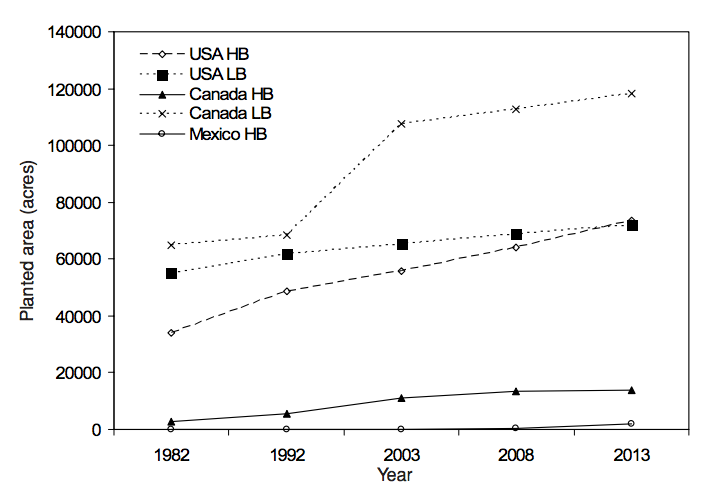 140000
120000
100000
80000
60000
40000
20000
0
Planted area (acres)
USA HB
USA LB
Canada HB
Canada LB
Mexico HB
1982 1992 2003 2008 2013
Year